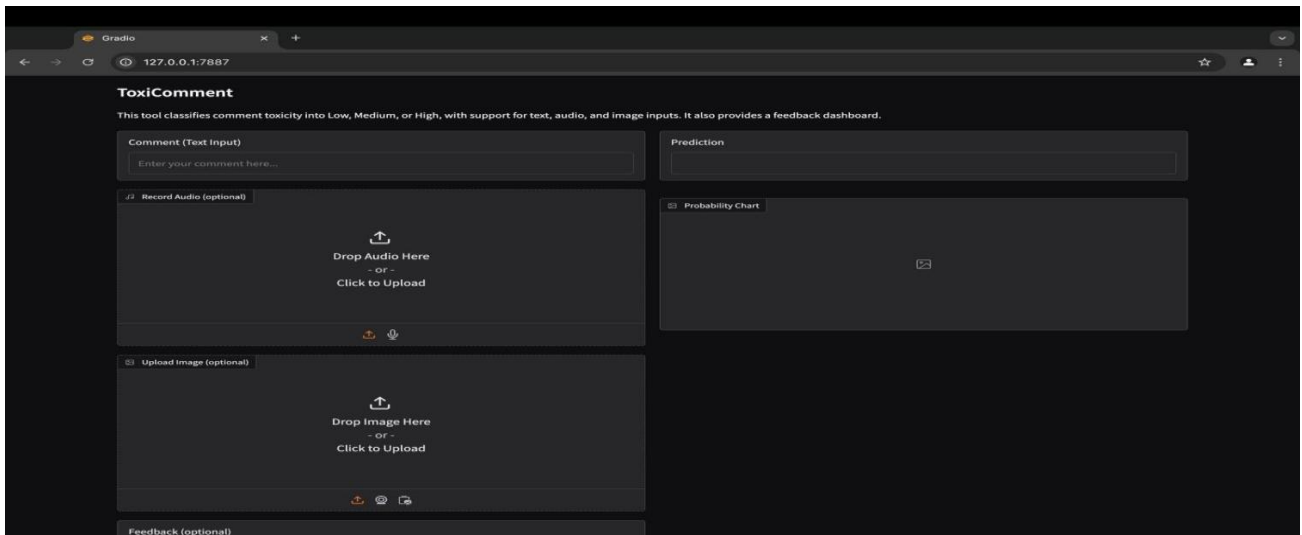 Gradio
127.0.0.1:7887
ToxiComment
This tool classifies comment toxicity into Low, Medium, or High, with support for text, audio, and image inputs. It also provides a feedback dashboard.
Comment (Text Input)
Enter your comment here...
Record Audio (optional)
Drop Audio Here
- or -
Click to Upload
Upload Image (optional)
Drop Image Here
- or -
Click to Upload
Feedback (optional)
Prediction
Probability Chart